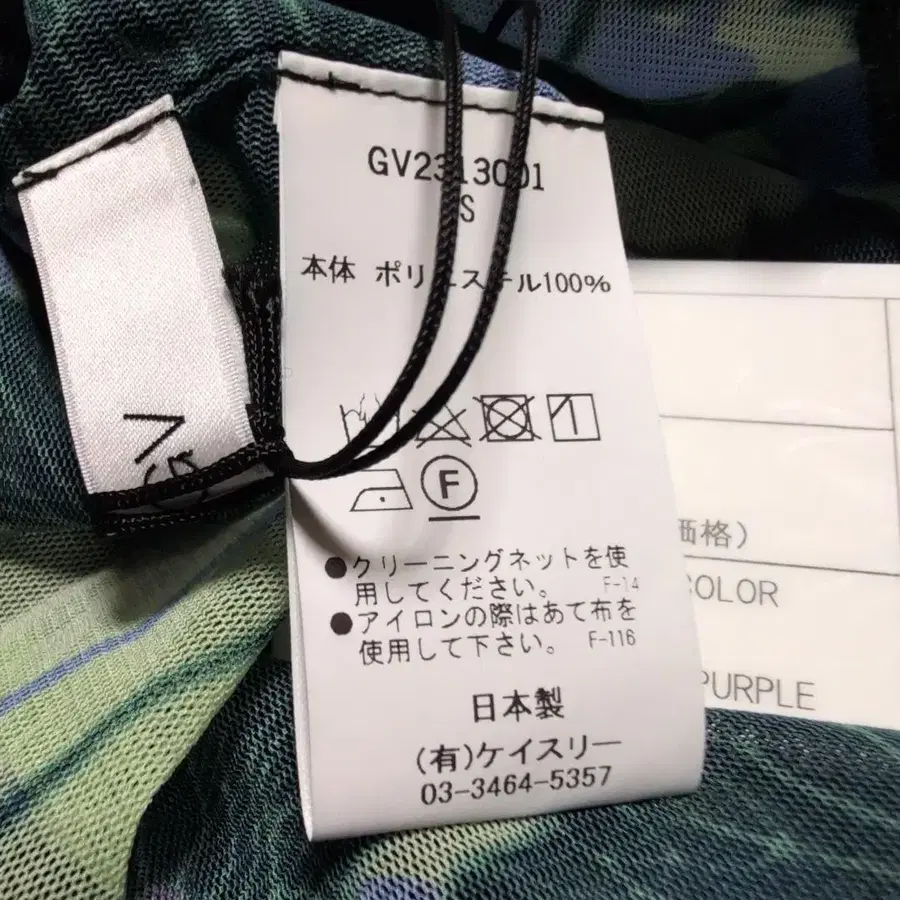 GV2313001
S
本体 ポリエステル100%
F
●クリーニングネットを使
用してください。 F-14
●アイロンの際はあて布を
使用して下さい。 F-116
日本製
(有)ケイスリー
03-3464-5357
価格)
COLOR
PURPLE